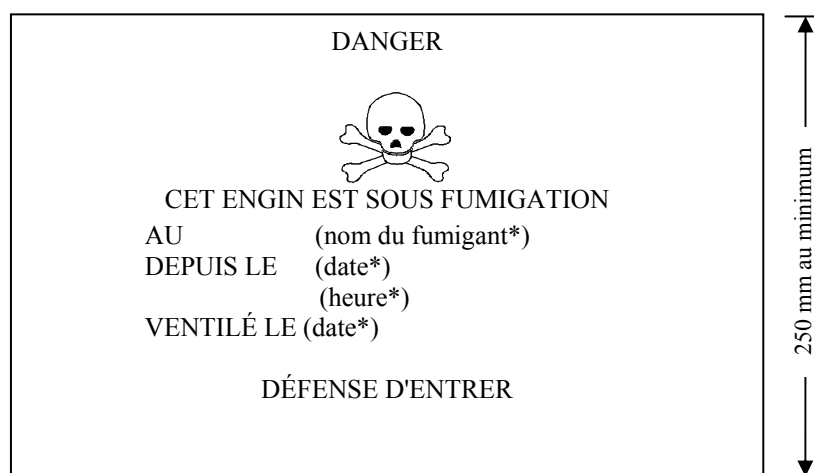 DANGER
CET ENGIN EST SOUS FUMIGATION
AU (nom du fumigant*)
DEPUIS LE (date*)
(heure*)
VENTILÉ LE (date*)
DÉFENSE D'ENTRER
250 mm au minimum